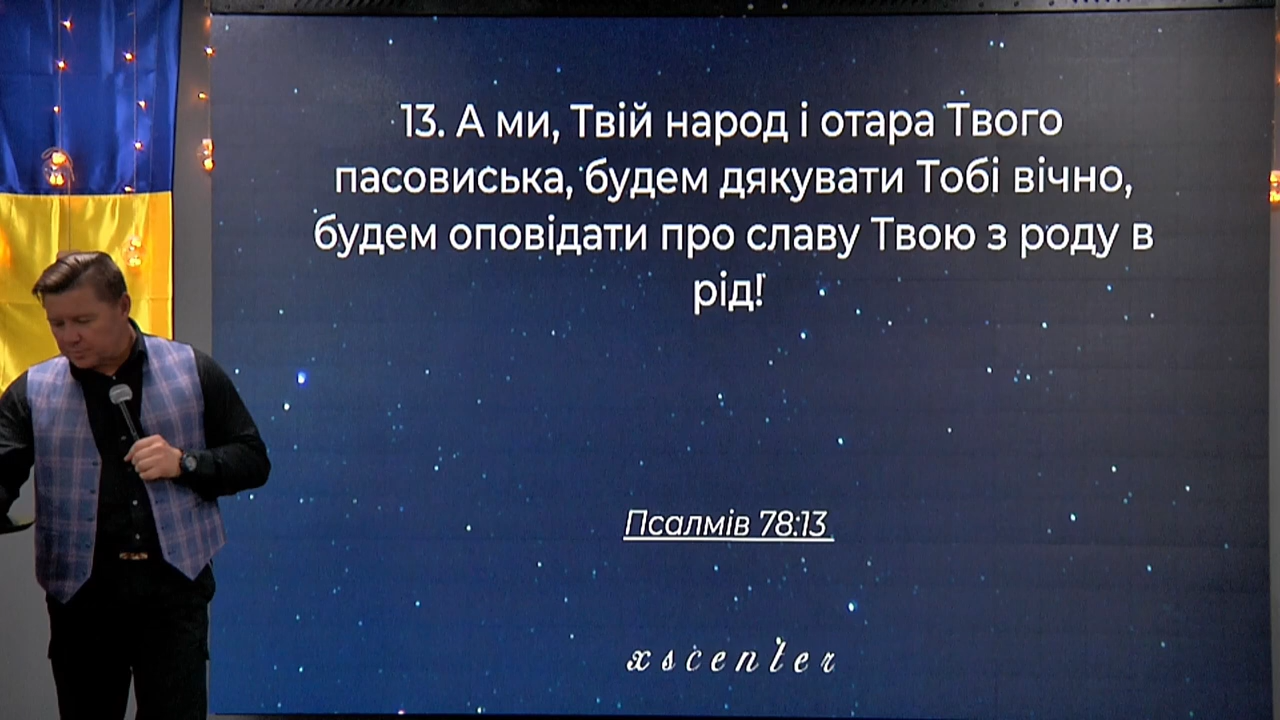 13. А ми, Твій народ і отара Твого
пасовиська, будем дякувати Тобі вічно,
будем оповідати про славу Твою з роду в
рід!
Псалмів 78:13
xscenter